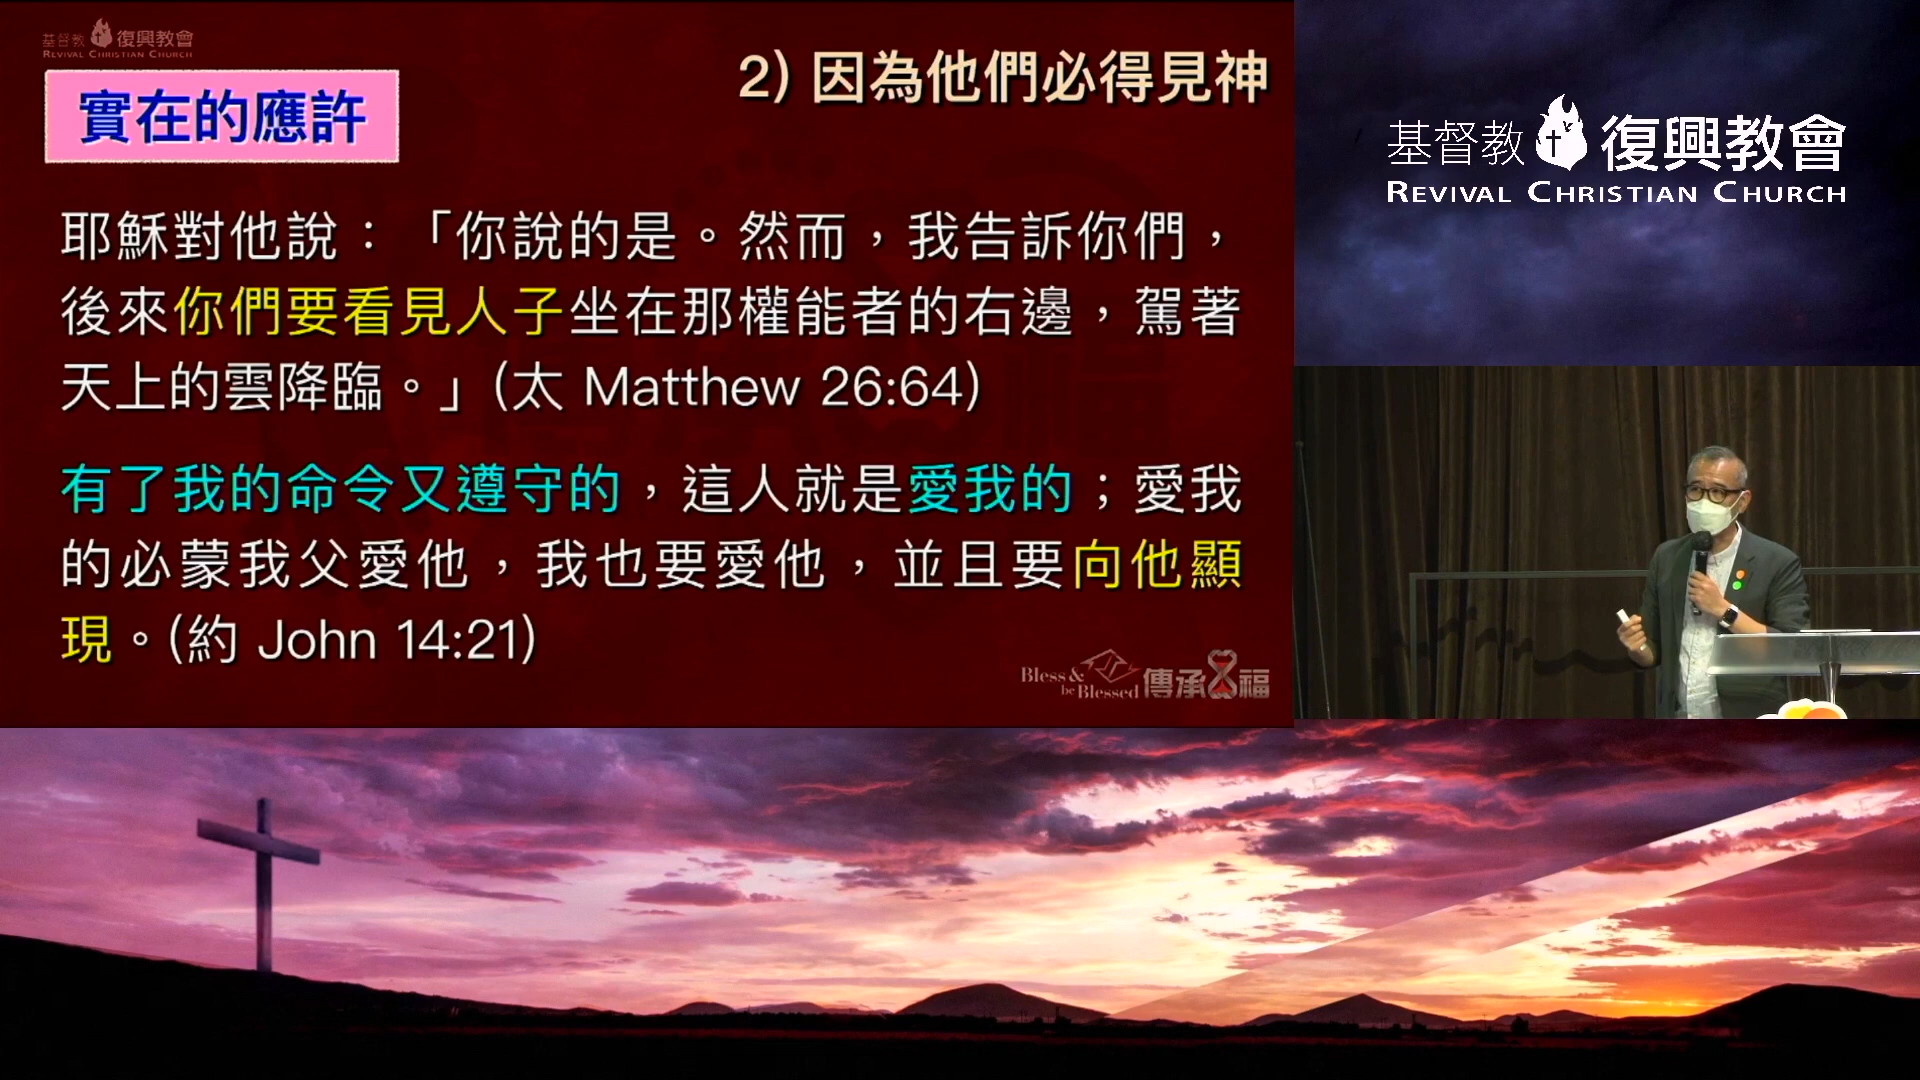 基督教 復興教會
REVIVAL CHRISTIAN CHURCH
實在的應許
2) 因為他們必得見神
耶穌對他說：「你說的是。然而，我告訴你們，
後來你們要看見人子坐在那權能者的右邊，駕著
天上的雲降臨。」(太 Matthew 26:64)
有了我的命令又遵守的，這人就是愛我的；愛我
的必蒙我父愛他，我也要愛他，並且要向他顯
現。(約 John 14:21)
Bless &
be Blessed 傳承 福
基督教 復興教會
REVIVAL CHRISTIAN CHURCH